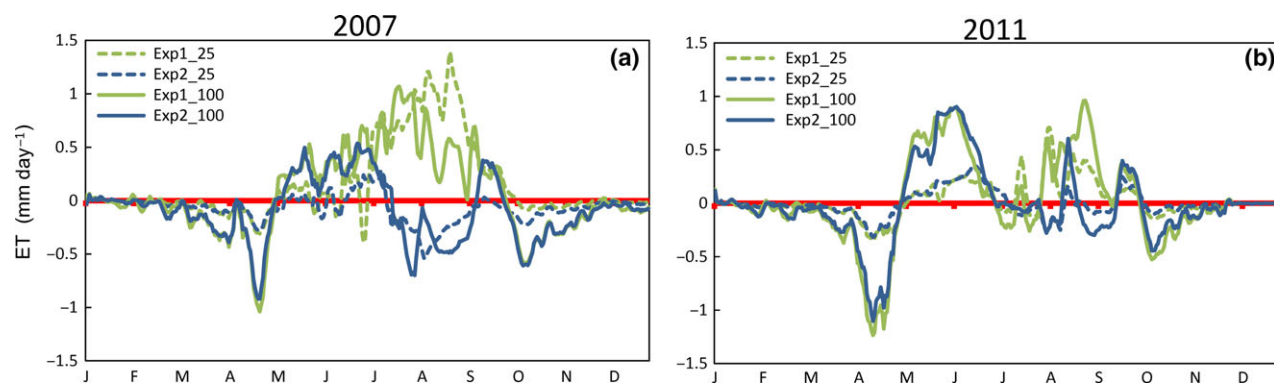 2007
(a)
Exp1_25
Exp2_25
Exp1_100
Exp2_100
ET (mm day⁻¹)
1.5
1
0.5
0
−0.5
−1
−1.5
J F M A M J J A S O N D
2011
(b)
Exp1_25
Exp2_25
Exp1_100
Exp2_100
1.5
1
0.5
0
−0.5
−1
−1.5
J F M A M J J A S O N D